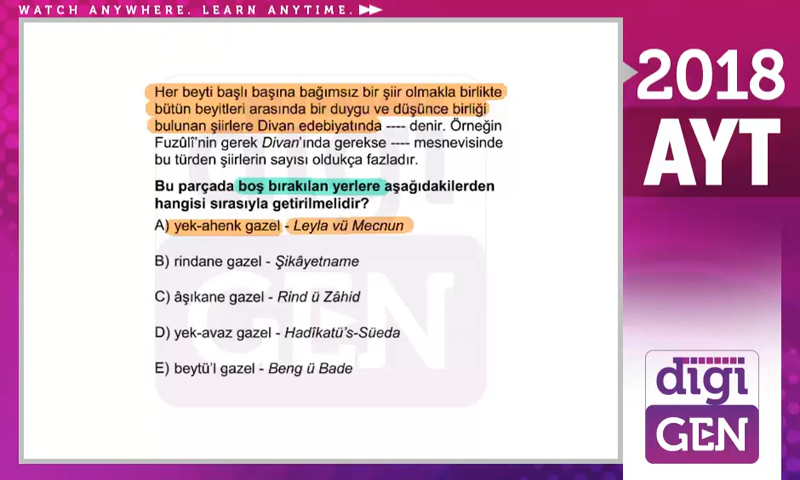 WATCH ANYWHERE. LEARN ANYTIME.
Her beyti başlı başına bağımsız bir şiir olmakla birlikte
bütün beyitleri arasında bir duygu ve düşünce birliği
bulunan şiirlere Divan edebiyatında ---- denir. Örneğin
Fuzûlî'nin gerek Divan'ında gerekse ---- mesnevisinde
bu türden şiirlerin sayısı oldukça fazladır.
Bu parçada boş bırakılan yerlere aşağıdakilerden
hangisi sırasıyla getirilmelidir?
A) yek-ahenk gazel - Leyla vü Mecnun
B) rindane gazel - Şikâyetname
C) âşıkane gazel - Rind ü Zâhid
D) yek-avaz gazel - Hadîkatü's-Süeda
E) beytü'l gazel - Beng ü Bade
2018
AYT
digi
GEN
digi
GEN